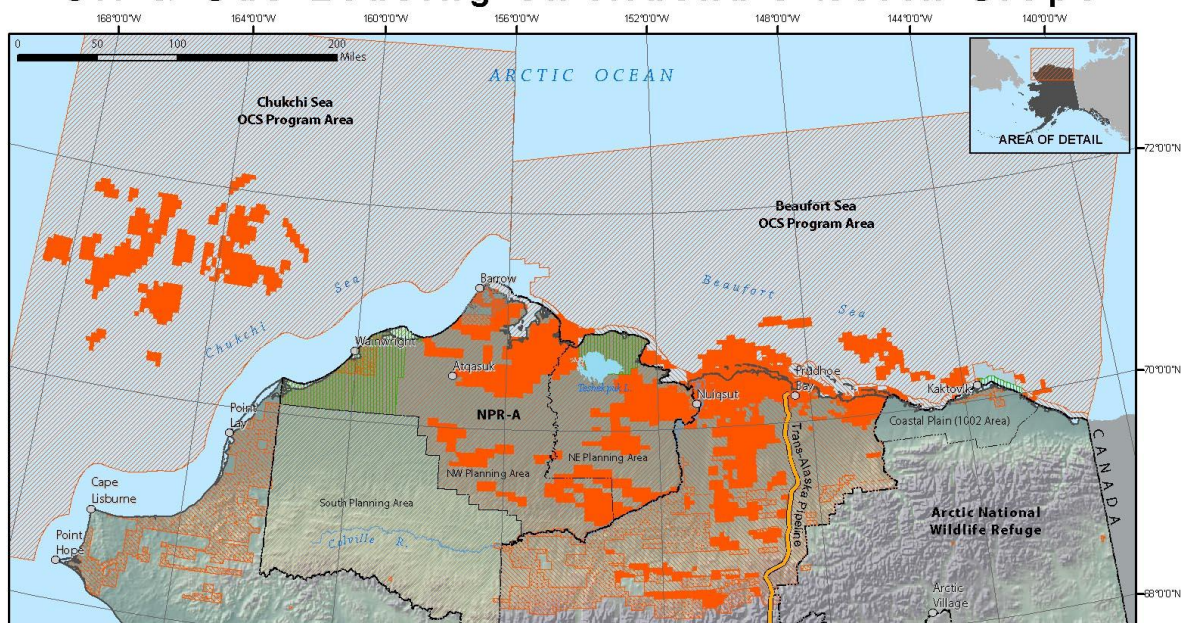 168°0'0"W
164°0'0"W
160°0'0"W
156°0'0"W
152°0'0"W
148°0'0"W
144°0'0"W
140°0'0"W
0
50
100
200
Miles
ARCTIC OCEAN
Chukchi Sea
OCS Program Area
AREA OF DETAIL
72°0'0"N
Beaufort Sea
OCS Program Area
Beaufort Sea
Chukchi Sea
Barrow
Wainwright
Atqasuk
Teshekpuk L.
70°0'0"N
Prudhoe
Bay
Kaktovik
Nuiqsut
Point
Lay
NPR-A
Coastal Plain (1002 Area)
CANADA
Trans-Alaska Pipeline
NE Planning Area
NW Planning Area
Cape
Lisburne
South Planning Area
Arctic National
Wildlife Refuge
Point
Hope
Colville R.
Arctic
Village
68°0'0"N